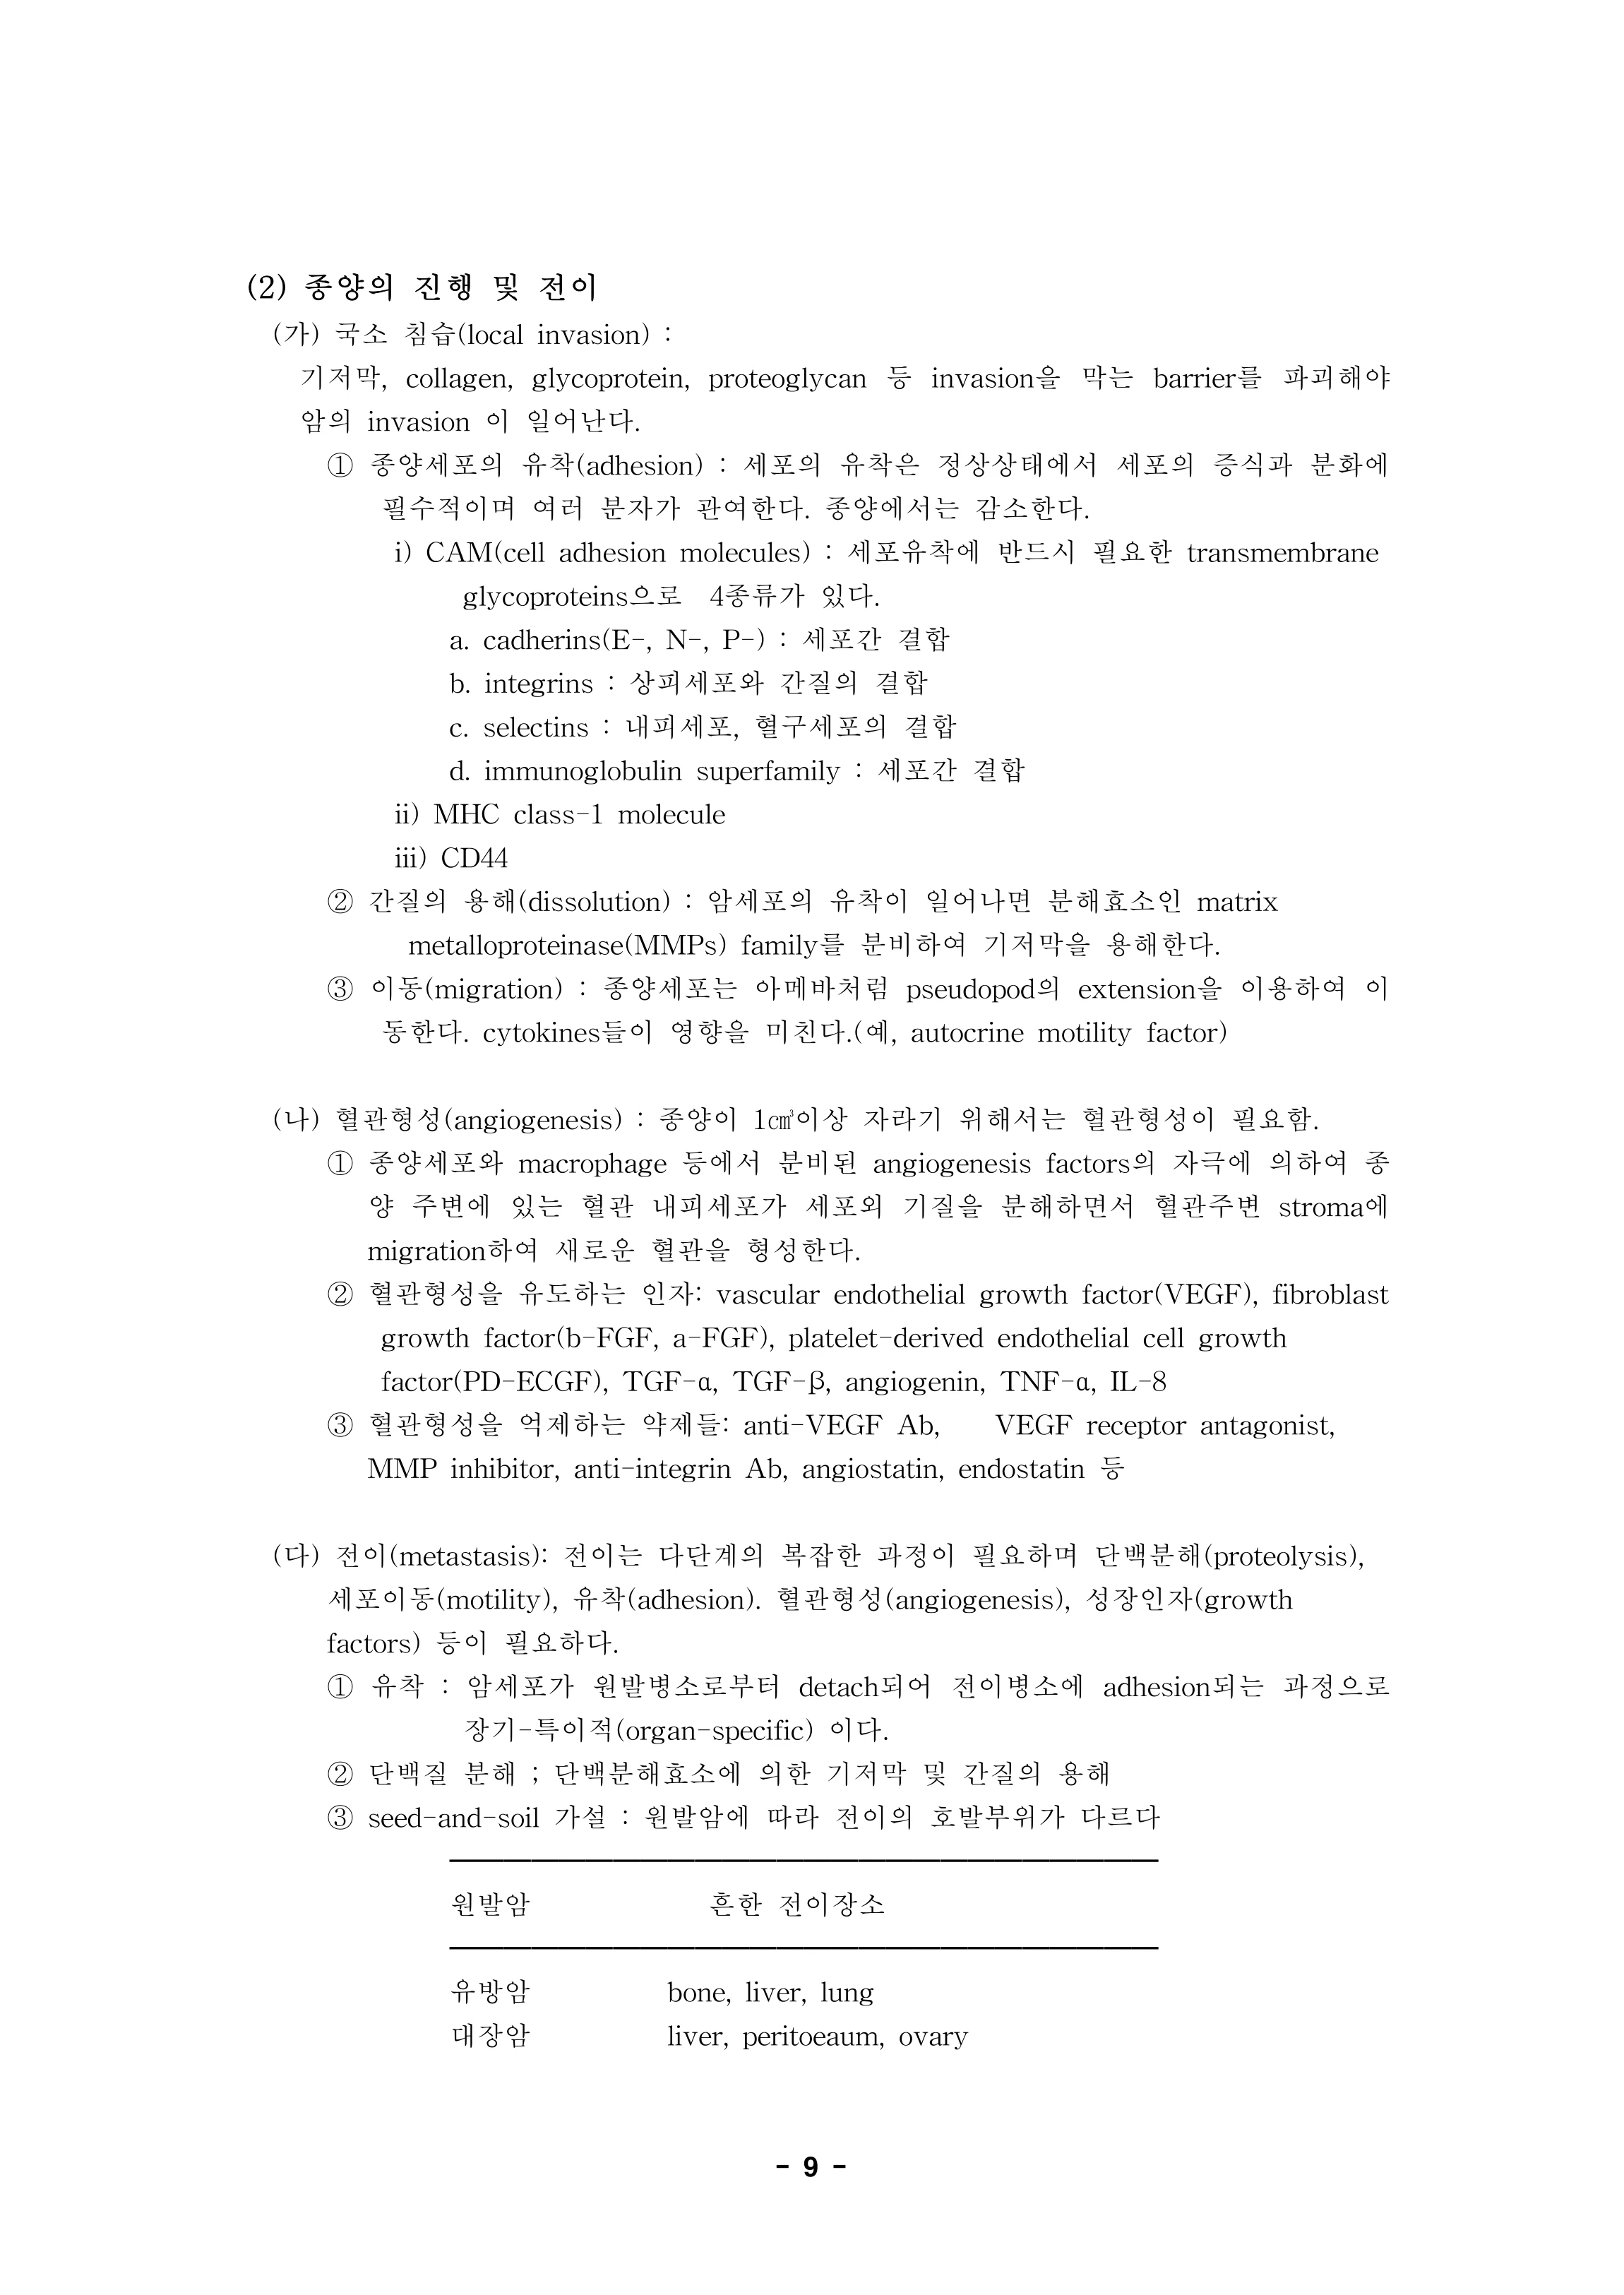 (2) 종양의 진행 및 전이
(가) 국소 침습(local invasion) :
기저막, collagen, glycoprotein, proteoglycan 등 invasion을 막는 barrier를 파괴해야
암의 invasion 이 일어난다.
① 종양세포의 유착(adhesion) : 세포의 유착은 정상상태에서 세포의 증식과 분화에
필수적이며 여러 분자가 관여한다. 종양에서는 감소한다.
i) CAM(cell adhesion molecules) : 세포유착에 반드시 필요한 transmembrane
glycoproteins으로 4종류가 있다.
a. cadherins(E-, N-, P-) : 세포간 결합
b. integrins : 상피세포와 간질의 결합
c. selectins : 내피세포, 혈구세포의 결합
d. immunoglobulin superfamily : 세포간 결합
ii) MHC class-1 molecule
iii) CD44
② 간질의 용해(dissolution) : 암세포의 유착이 일어나면 분해효소인 matrix
metalloproteinase(MMPs) family를 분비하여 기저막을 용해한다.
③ 이동(migration) : 종양세포는 아메바처럼 pseudopod의 extension을 이용하여 이
동한다. cytokines들이 영향을 미친다.(예, autocrine motility factor)
(나) 혈관형성(angiogenesis) : 종양이 1㎤이상 자라기 위해서는 혈관형성이 필요함.
① 종양세포와 macrophage 등에서 분비된 angiogenesis factors의 자극에 의하여 종
양 주변에 있는 혈관 내피세포가 세포외 기질을 분해하면서 혈관주변 stroma에
migration하여 새로운 혈관을 형성한다.
② 혈관형성을 유도하는 인자: vascular endothelial growth factor(VEGF), fibroblast
growth factor(b-FGF, a-FGF), platelet-derived endothelial cell growth
factor(PD-ECGF), TGF-α, TGF-β, angiogenin, TNF-α, IL-8
③ 혈관형성을 억제하는 약제들: anti-VEGF Ab, VEGF receptor antagonist,
MMP inhibitor, anti-integrin Ab, angiostatin, endostatin 등
(다) 전이(metastasis): 전이는 다단계의 복잡한 과정이 필요하며 단백분해(proteolysis),
세포이동(motility), 유착(adhesion). 혈관형성(angiogenesis), 성장인자(growth
factors) 등이 필요하다.
① 유착 : 암세포가 원발병소로부터 detach되어 전이병소에 adhesion되는 과정으로
장기-특이적(organ-specific) 이다.
② 단백질 분해 ; 단백분해효소에 의한 기저막 및 간질의 용해
③ seed-and-soil 가설 : 원발암에 따라 전이의 호발부위가 다르다
원발암 흔한 전이장소
유방암 bone, liver, lung
대장암 liver, peritoeaum, ovary
- 9 -